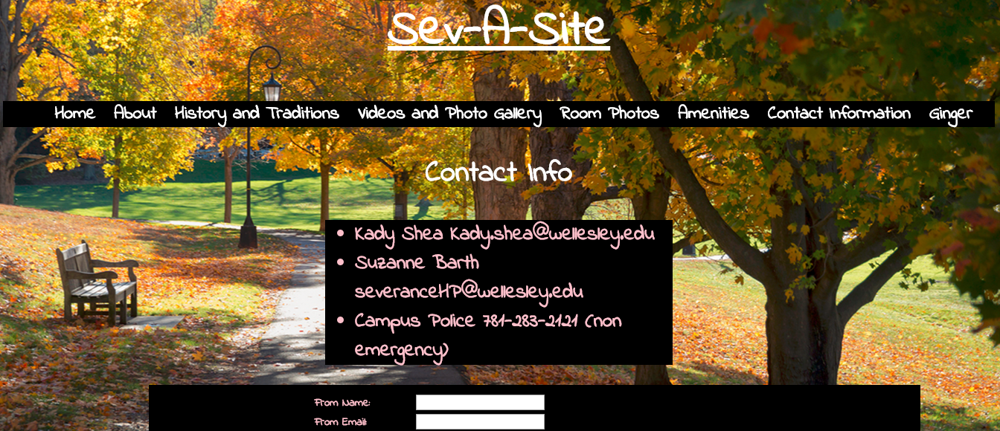 Sev-A-Site
Home About History and Traditions Videos and Photo Gallery Room Photos Amenities Contact Information Ginger
Contact Info
• Kady Shea Kady.shea@wellesley.edu
• Suzanne Barth
severanceHP@wellesley.edu
• Campus Police 781-283-2121 (non
emergency)
From Name:
From Email: